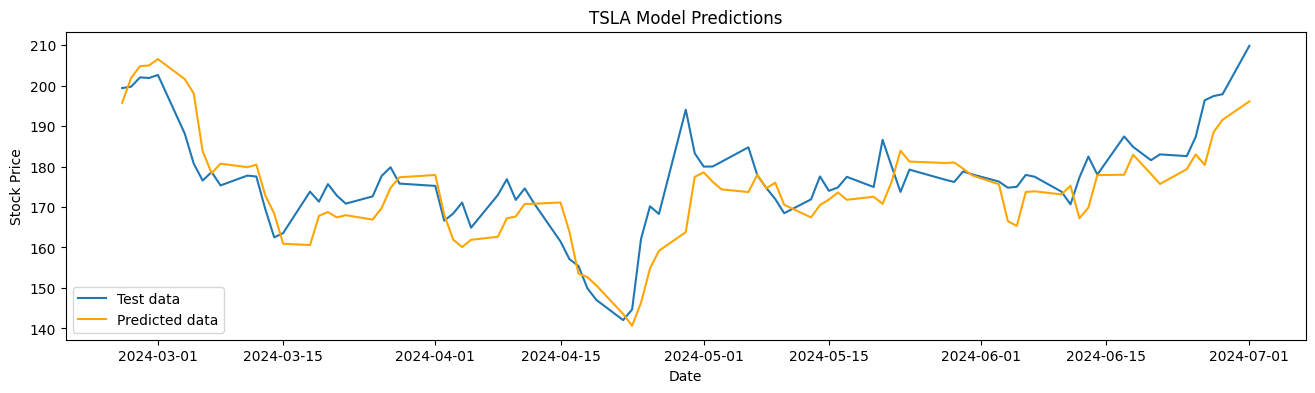 TSLA Model Predictions
Stock Price
210
200
190
180
170
160
150
140
Test data
Predicted data
2024-03-01 2024-03-15 2024-04-01 2024-04-15 2024-05-01 2024-05-15 2024-06-01 2024-06-15 2024-07-01
Date